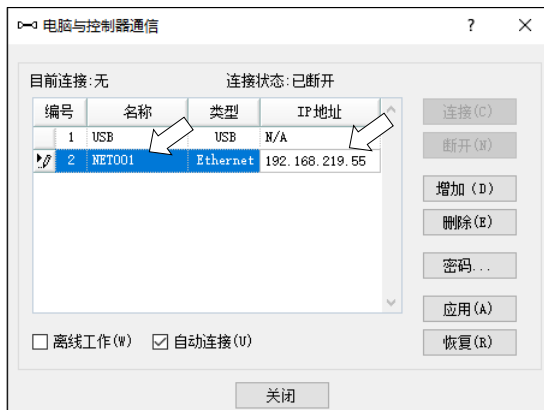 电脑与控制器通信
目前连接:无 连接状态:已断开
编号 名称 类型 IP地址
1 USB USB N/A
2 NET001 Ethernet 192.168.219.55
连接(C)
断开(N)
增加 (D)
删除(E)
密码...
应用(A)
恢复(R)
离线工作(W) 自动连接(U)
关闭